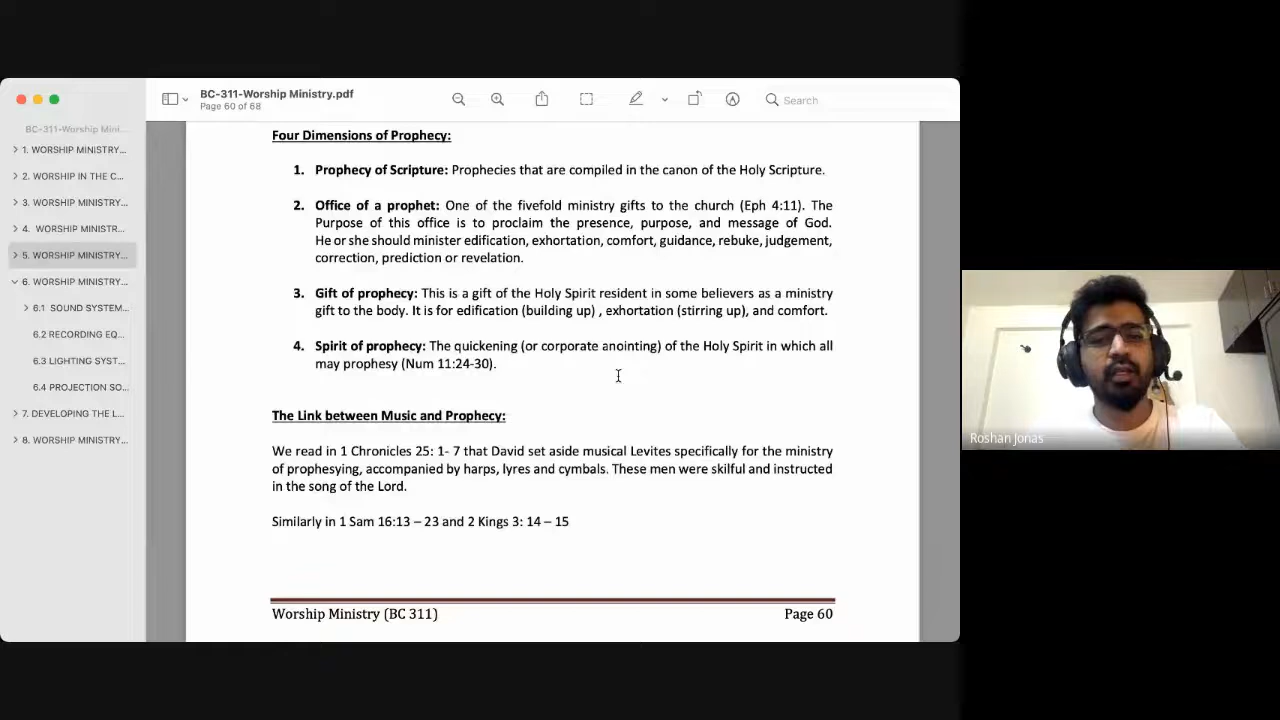 BC-311-Worship Ministry.pdf
Page 60 of 68
Search
BC-311-Worship Mini...
1. WORSHIP MINISTRY...
2. WORSHIP IN THE C...
3. WORSHIP MINISTRY...
4. WORSHIP MINISTR...
5. WORSHIP MINISTRY...
6. WORSHIP MINISTRY...
6.1 SOUND SYSTEM...
6.2 RECORDING EQ...
6.3 LIGHTING SYST...
6.4 PROJECTION SO...
7. DEVELOPING THE L...
8. WORSHIP MINISTRY...
Four Dimensions of Prophecy:
1. Prophecy of Scripture: Prophecies that are compiled in the canon of the Holy Scripture.
2. Office of a prophet: One of the fivefold ministry gifts to the church (Eph 4:11). The
Purpose of this office is to proclaim the presence, purpose, and message of God.
He or she should minister edification, exhortation, comfort, guidance, rebuke, judgement,
correction, prediction or revelation.
3. Gift of prophecy: This is a gift of the Holy Spirit resident in some believers as a ministry
gift to the body. It is for edification (building up) , exhortation (stirring up), and comfort.
4. Spirit of prophecy: The quickening (or corporate anointing) of the Holy Spirit in which all
may prophesy (Num 11:24-30).
The Link between Music and Prophecy:
We read in 1 Chronicles 25: 1- 7 that David set aside musical Levites specifically for the ministry
of prophesying, accompanied by harps, lyres and cymbals. These men were skilful and instructed
in the song of the Lord.
Similarly in 1 Sam 16:13 – 23 and 2 Kings 3: 14 – 15
Worship Ministry (BC 311) Page 60
Roshan Jonas